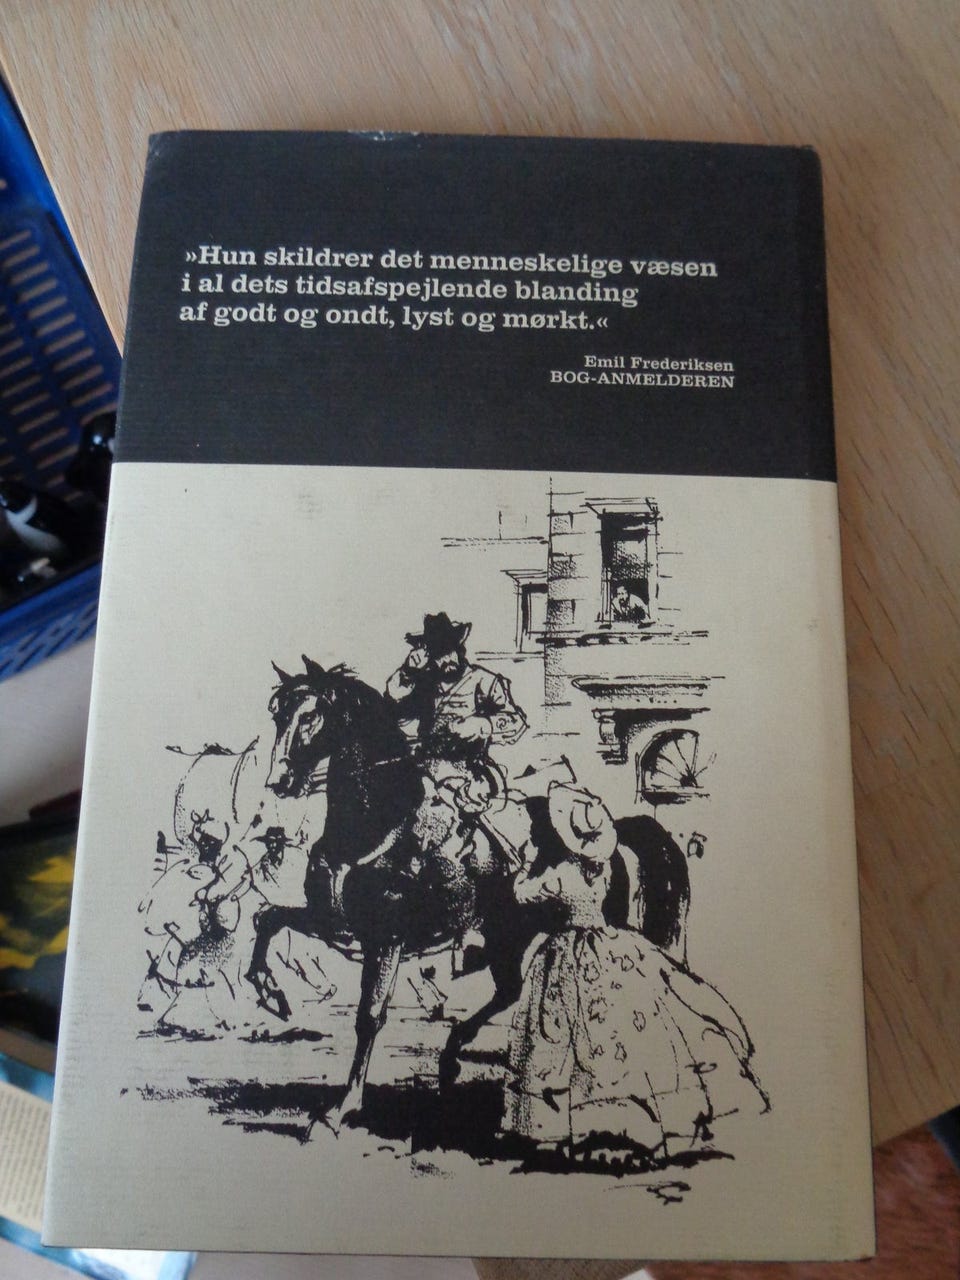 »Hun skildrer det menneskelige væsen
i al dets tidsafspejlende blanding
af godt og ondt, lyst og mørkt.«
Emil Frederiksen
BOG-ANMELDEREN